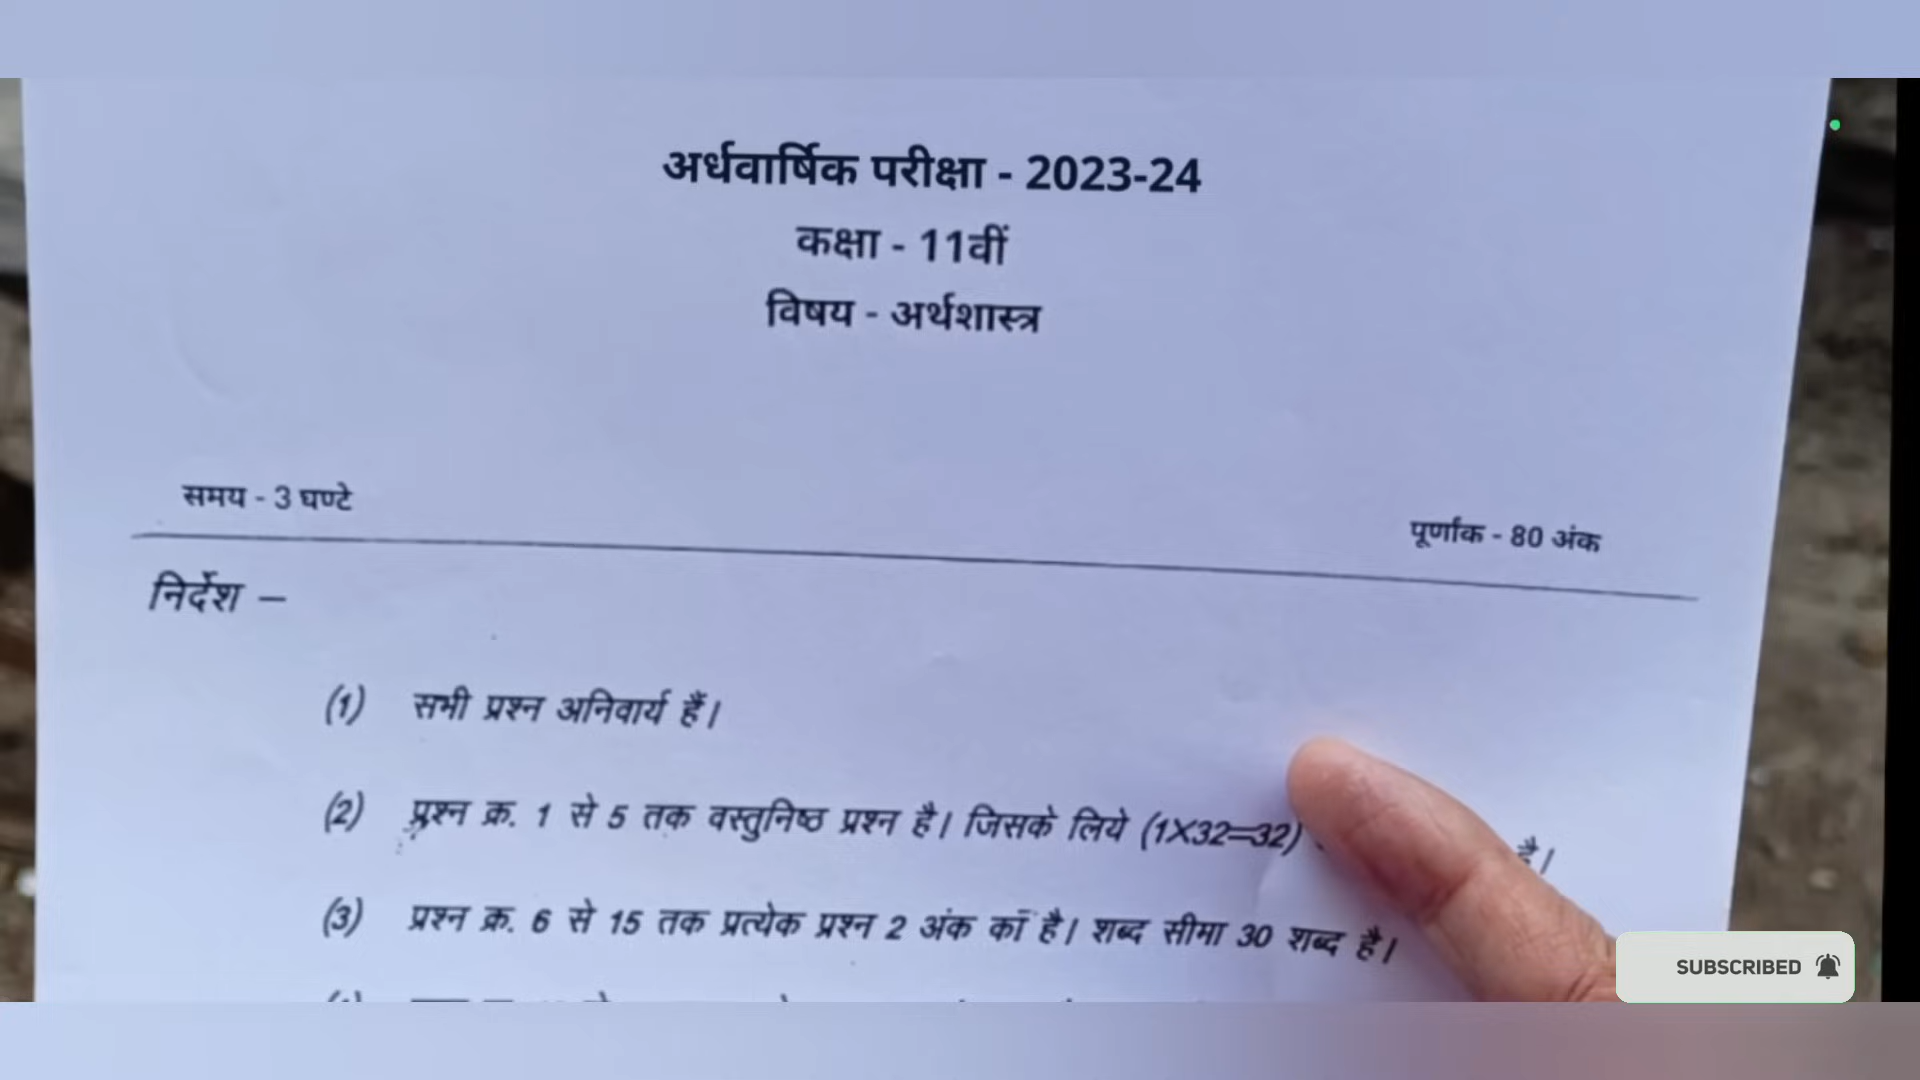 अर्धवार्षिक परीक्षा - 2023-24
कक्षा - 11वीं
विषय - अर्थशास्त्र
समय - 3 घण्टे
पूर्णांक - 80 अंक
निर्देश –
(1) सभी प्रश्न अनिवार्य हैं।
(2) प्रश्न क्र. 1 से 5 तक वस्तुनिष्ठ प्रश्न है। जिसके लिये (1X32=32) है।
(3) प्रश्न क्र. 6 से 15 तक प्रत्येक प्रश्न 2 अंक का है। शब्द सीमा 30 शब्द है।
SUBSCRIBED